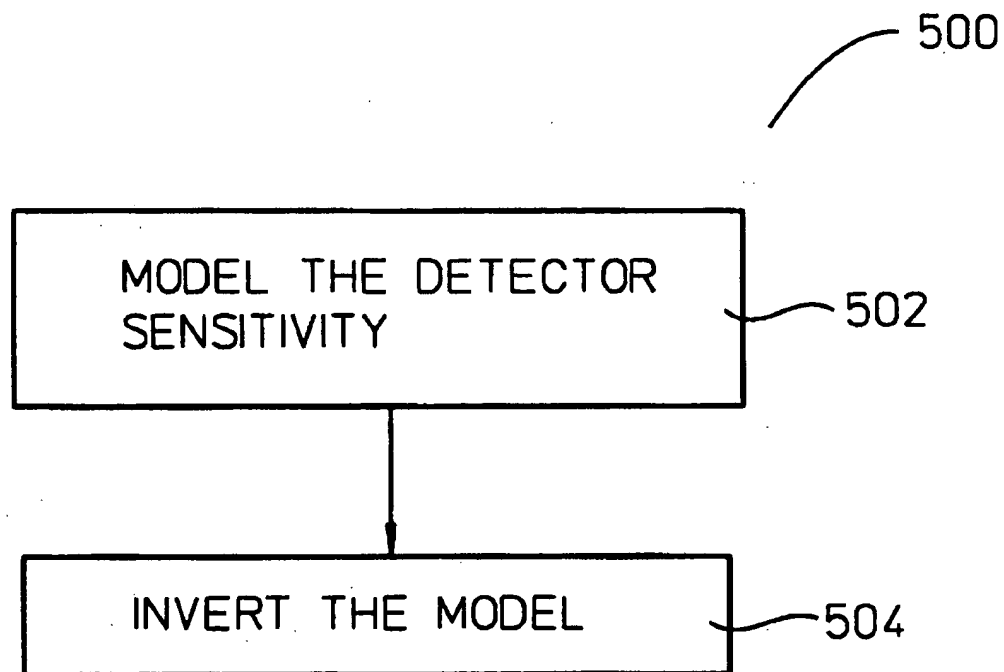 500
MODEL THE DETECTOR
SENSITIVITY
502
INVERT THE MODEL
504